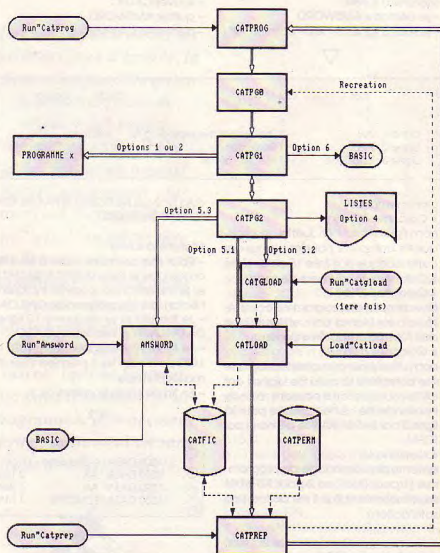 Run"Catprog
CATPROG
CATPG0
Recreation
PROGRAMME x
Options 1 ou 2
CATPG1
Option 6
BASIC
Option 5.3
CATPG2
LISTES
Option 4
Option 5.1
Option 5.2
CATGLOAD
Run"Catgload
(1ere fois)
Run"Amsword
AMSWORD
CATLOAD
Load"Catload
BASIC
CATFIC
CATPERM
Run"Catprep
CATPREP